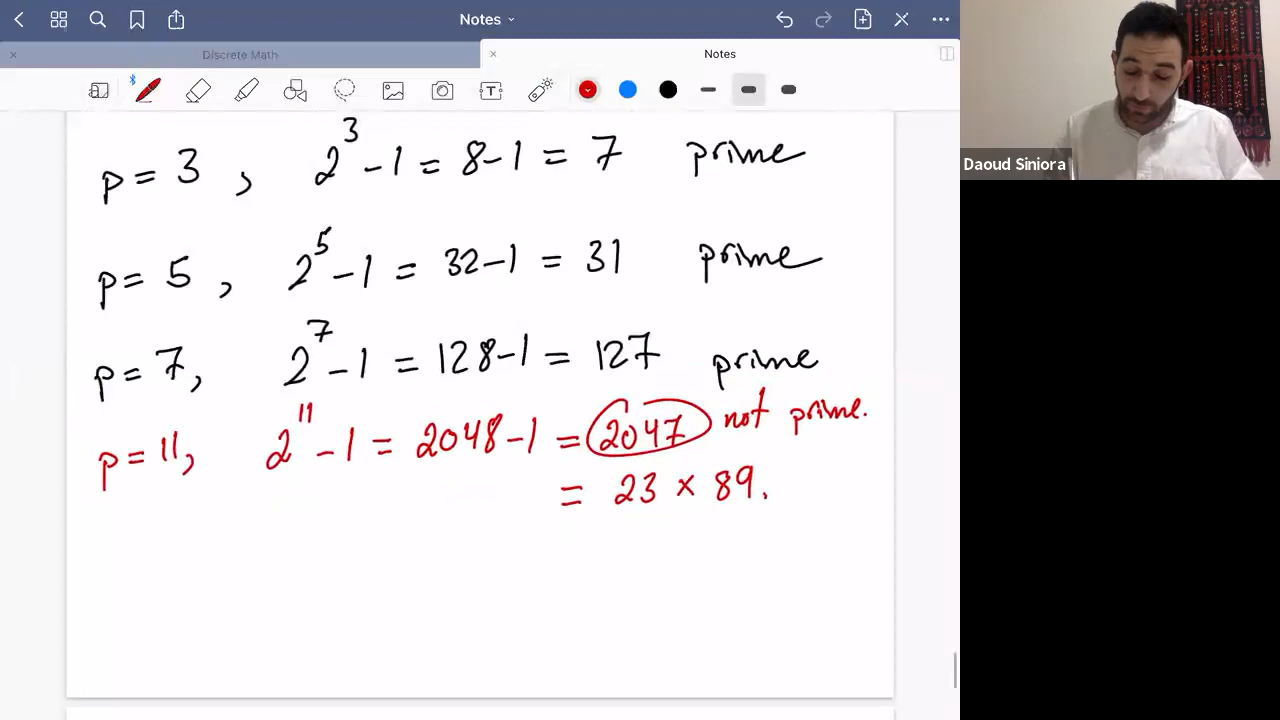 Notes
Discrete Math
Notes
Daoud Siniora
p = 3 , 2^3 - 1 = 8 - 1 = 7 prime
p = 5 , 2^5 - 1 = 32 - 1 = 31 prime
p = 7, 2^7 - 1 = 128 - 1 = 127 prime
p = 11, 2^11 - 1 = 2048 - 1 = 2047 not prime.
= 23 × 89.